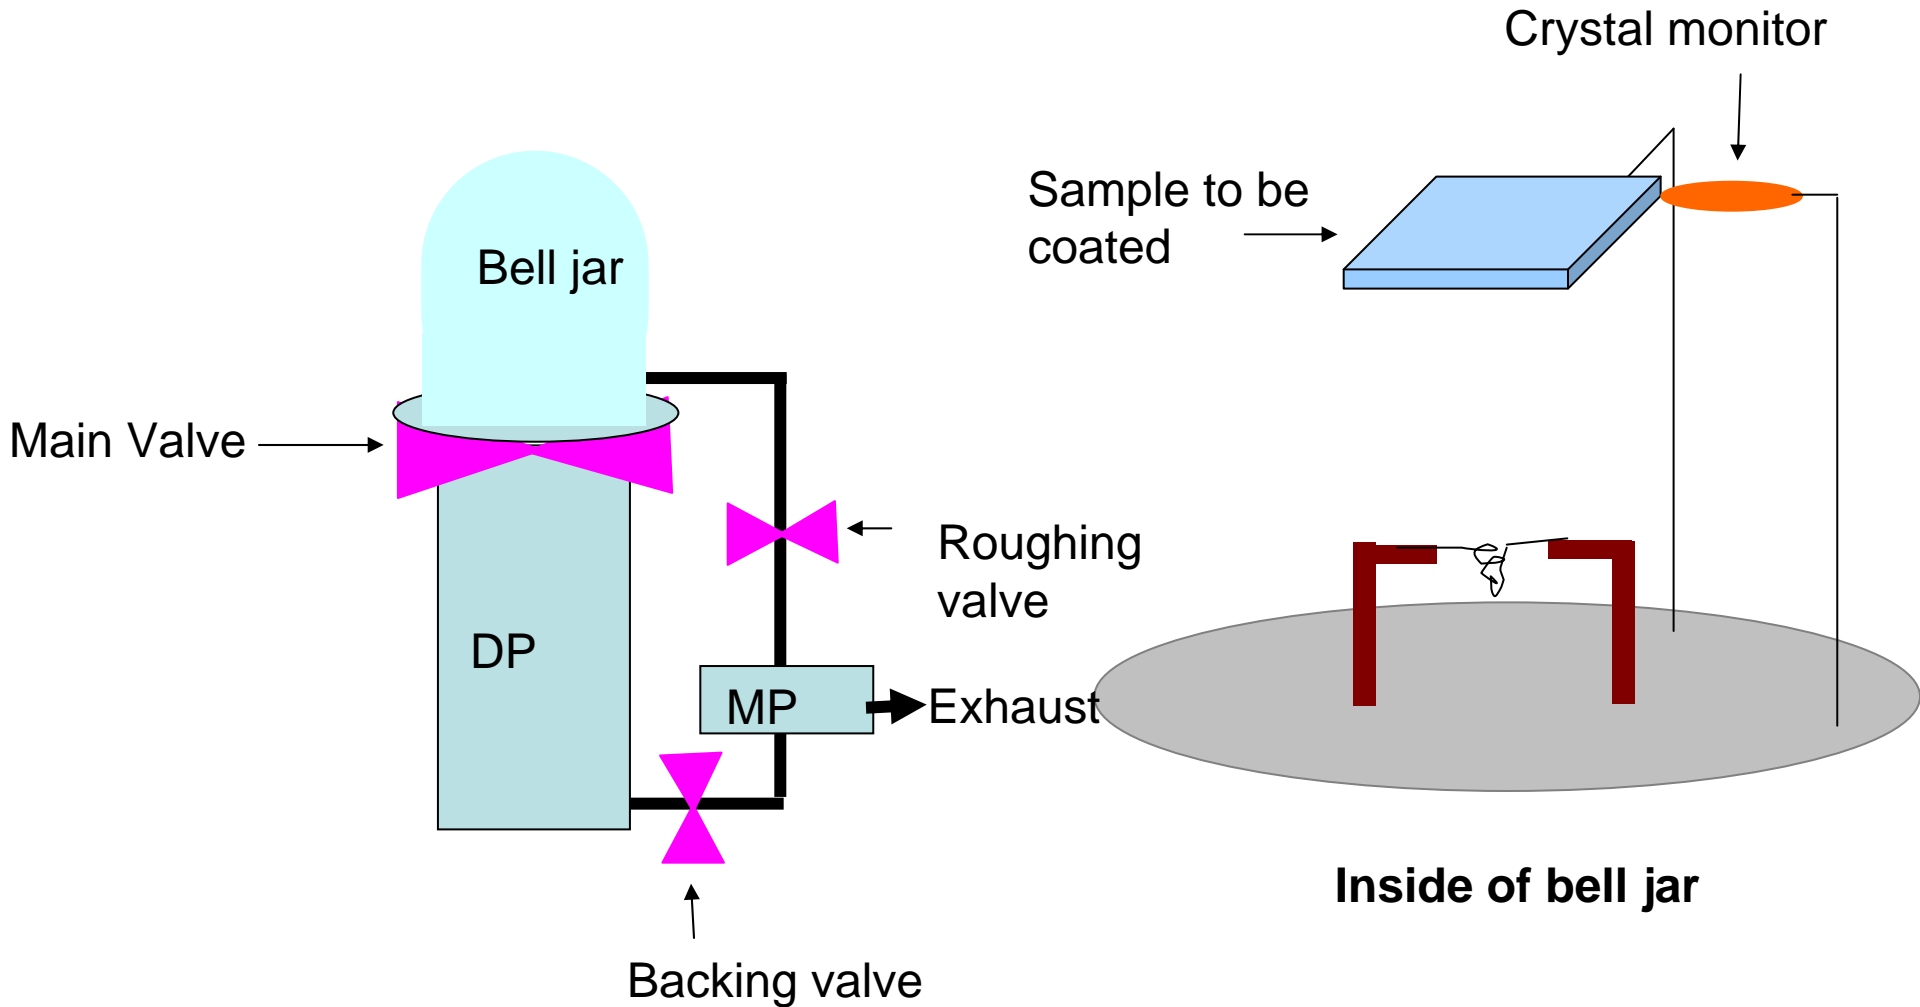 Crystal monitor
Sample to be
coated
Bell jar
Main Valve
Roughing
valve
DP
MP
Exhaust
Inside of bell jar
Backing valve